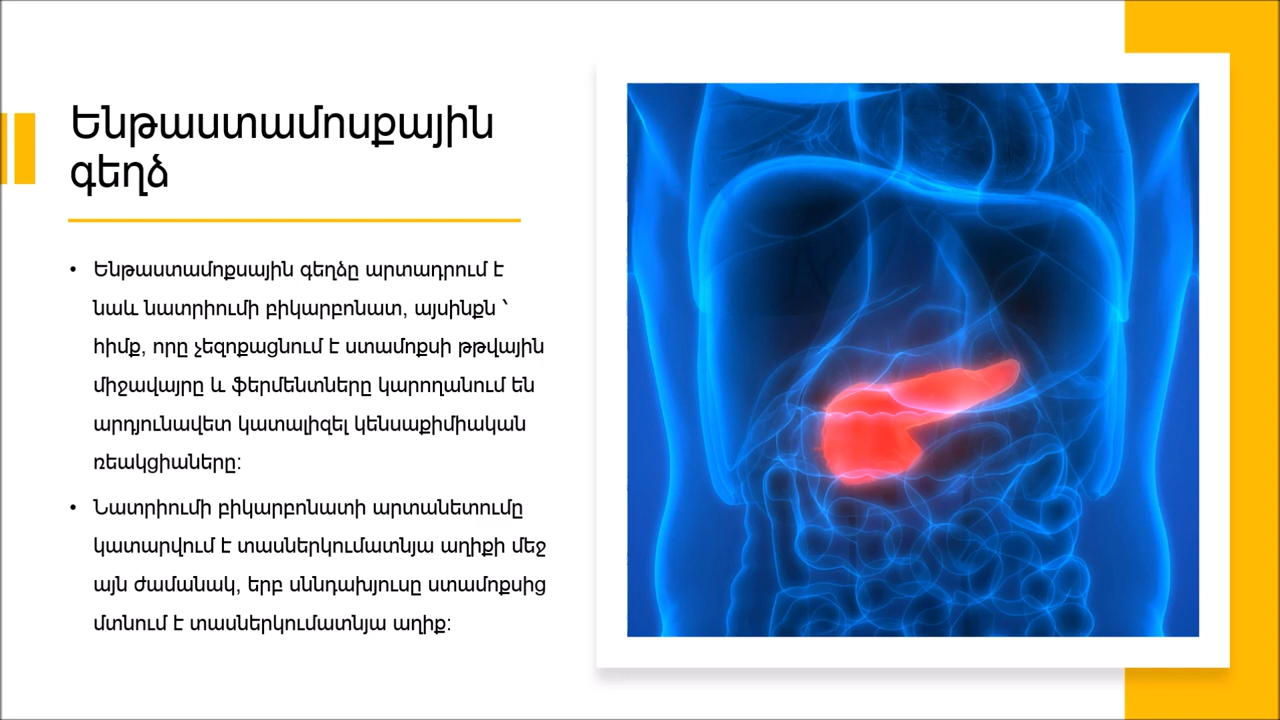 Ենթաստամոսքային
գեղձ
• Ենթաստամոքսային գեղձը արտադրում է
նաև նատրիումի բիկարբոնատ, այսինքն ՝
հիմք, որը չեզոքացնում է ստամոքսի թթվային
միջավայրը և ֆերմենտները կարողանում են
արդյունավետ կատալիզել կենսաքիմիական
ռեակցիաները:
• Նատրիումի բիկարբոնատի արտանետումը
կատարվում է տասներկումատնյա աղիքի մեջ
այն ժամանակ, երբ սննդախյուսը ստամոքսից
մտնում է տասներկումատնյա աղիք: